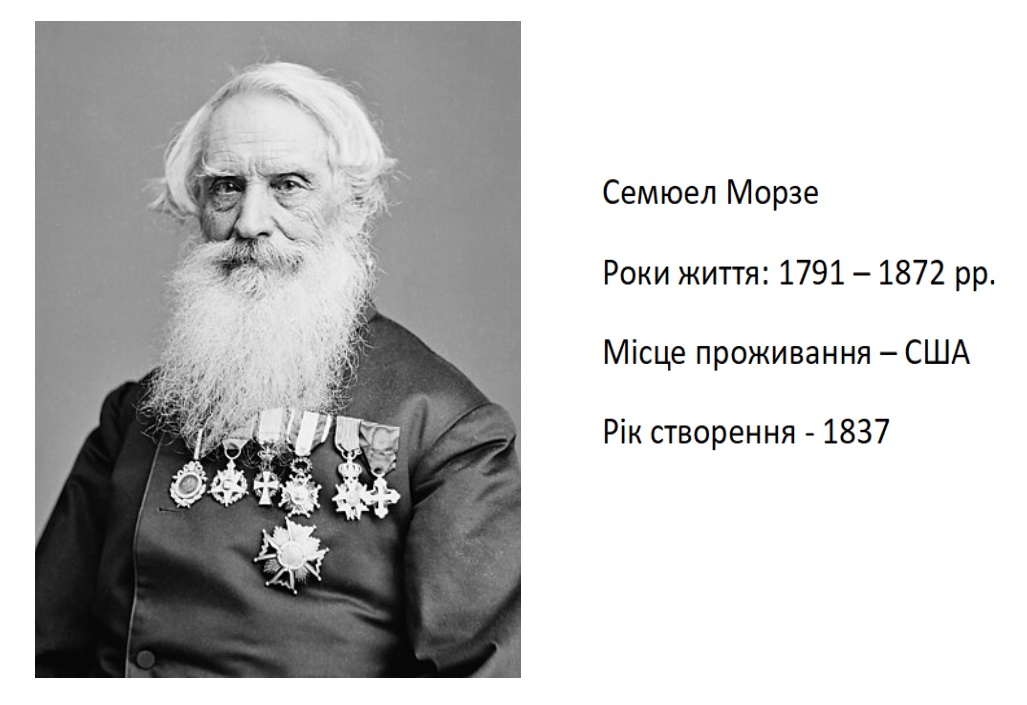 Семюел Морзе
Роки життя: 1791 – 1872 рр.
Місце проживання – США
Рік створення - 1837